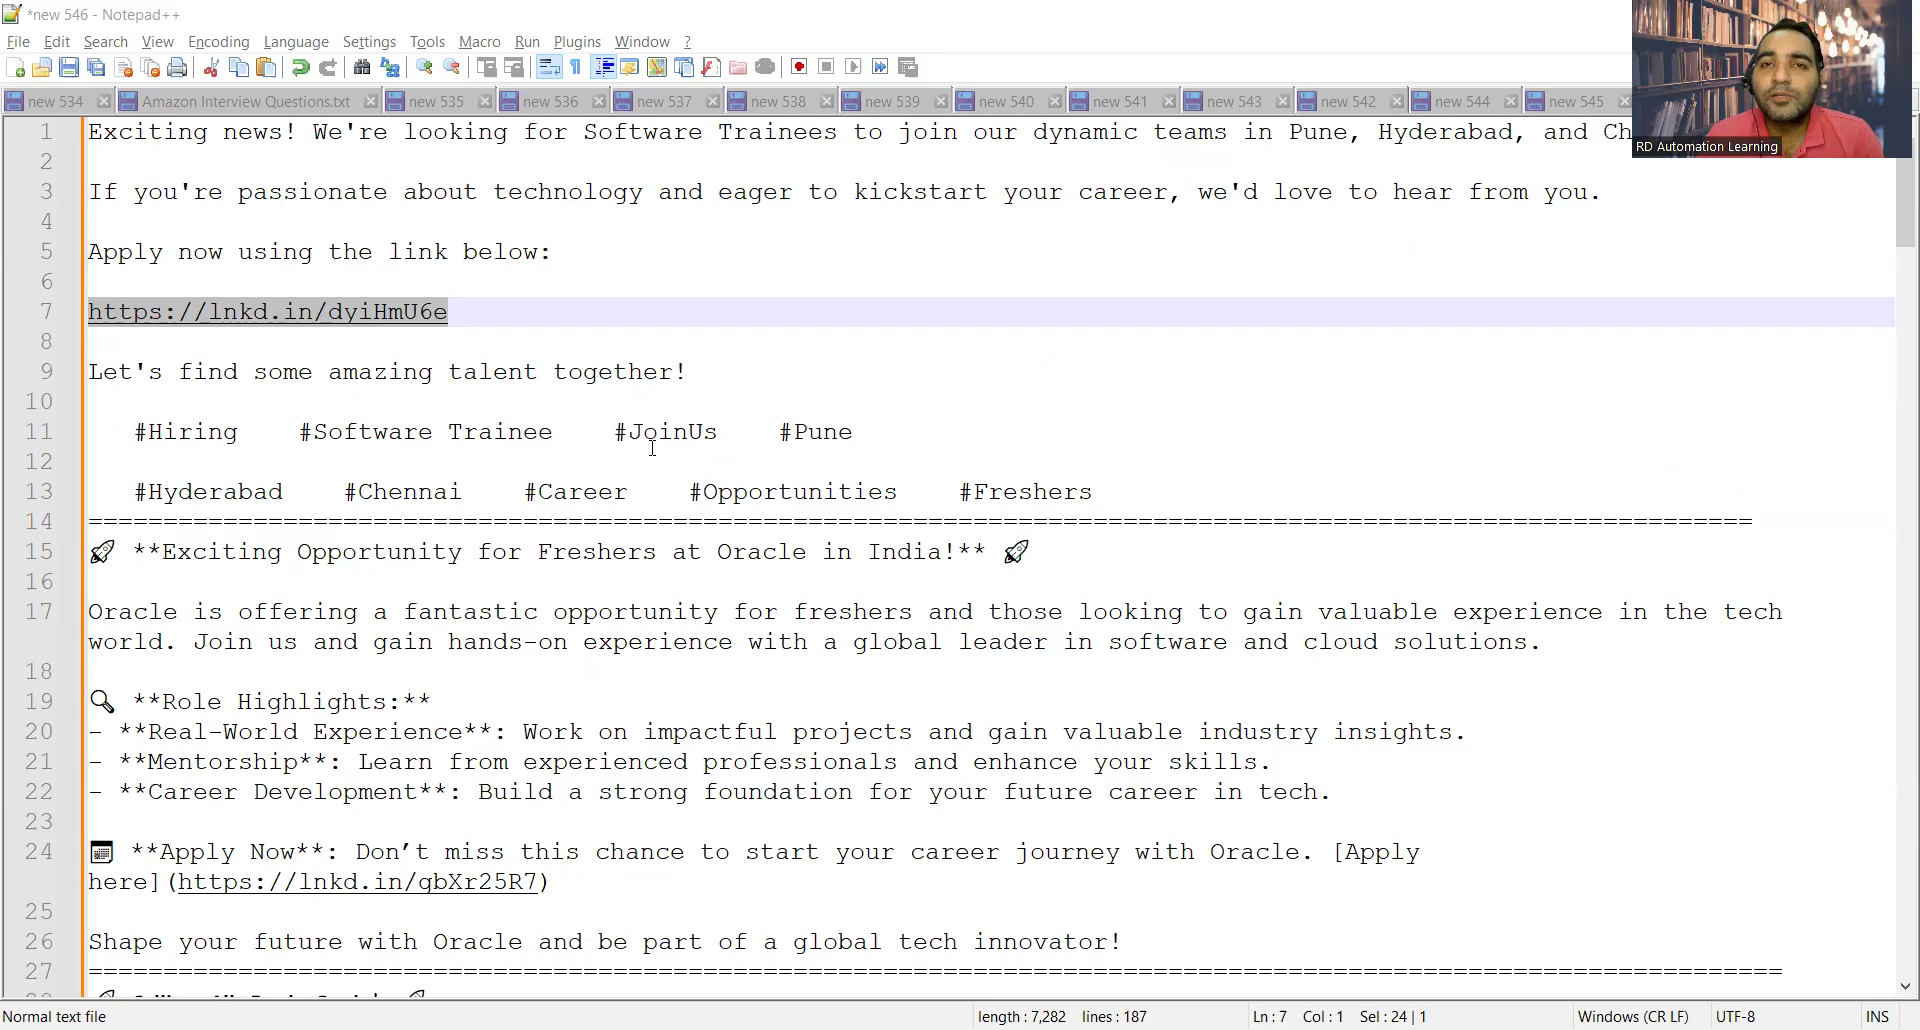 *new 546 - Notepad++
File Edit Search View Encoding Language Settings Tools Macro Run Plugins Window ?
new 534 Amazon Interview Questions.txt new 535 new 536 new 537 new 538 new 539 new 540 new 541 new 543 new 542 new 544 new 545
RD Automation Learning
1 Exciting news! We're looking for Software Trainees to join our dynamic teams in Pune, Hyderabad, and Ch
2
3 If you're passionate about technology and eager to kickstart your career, we'd love to hear from you.
4
5 Apply now using the link below:
6
7 https://lnkd.in/dyiHmU6e
8
9 Let's find some amazing talent together!
10
11 #Hiring #Software Trainee #JoinUs #Pune
12
13 #Hyderabad #Chennai #Career #Opportunities #Freshers
14 ===============================================================================================================
15 🚀 **Exciting Opportunity for Freshers at Oracle in India!** 🚀
16
17 Oracle is offering a fantastic opportunity for freshers and those looking to gain valuable experience in the tech
world. Join us and gain hands-on experience with a global leader in software and cloud solutions.
18
19 🔍 **Role Highlights:**
20 - **Real-World Experience**: Work on impactful projects and gain valuable industry insights.
21 - **Mentorship**: Learn from experienced professionals and enhance your skills.
22 - **Career Development**: Build a strong foundation for your future career in tech.
23
24 📅 **Apply Now**: Don’t miss this chance to start your career journey with Oracle. [Apply
here](https://lnkd.in/gbXr25R7)
25
26 Shape your future with Oracle and be part of a global tech innovator!
27 =================================================================================================================
Normal text file length : 7,282 lines : 187 Ln : 7 Col : 1 Sel : 24 | 1 Windows (CR LF) UTF-8 INS